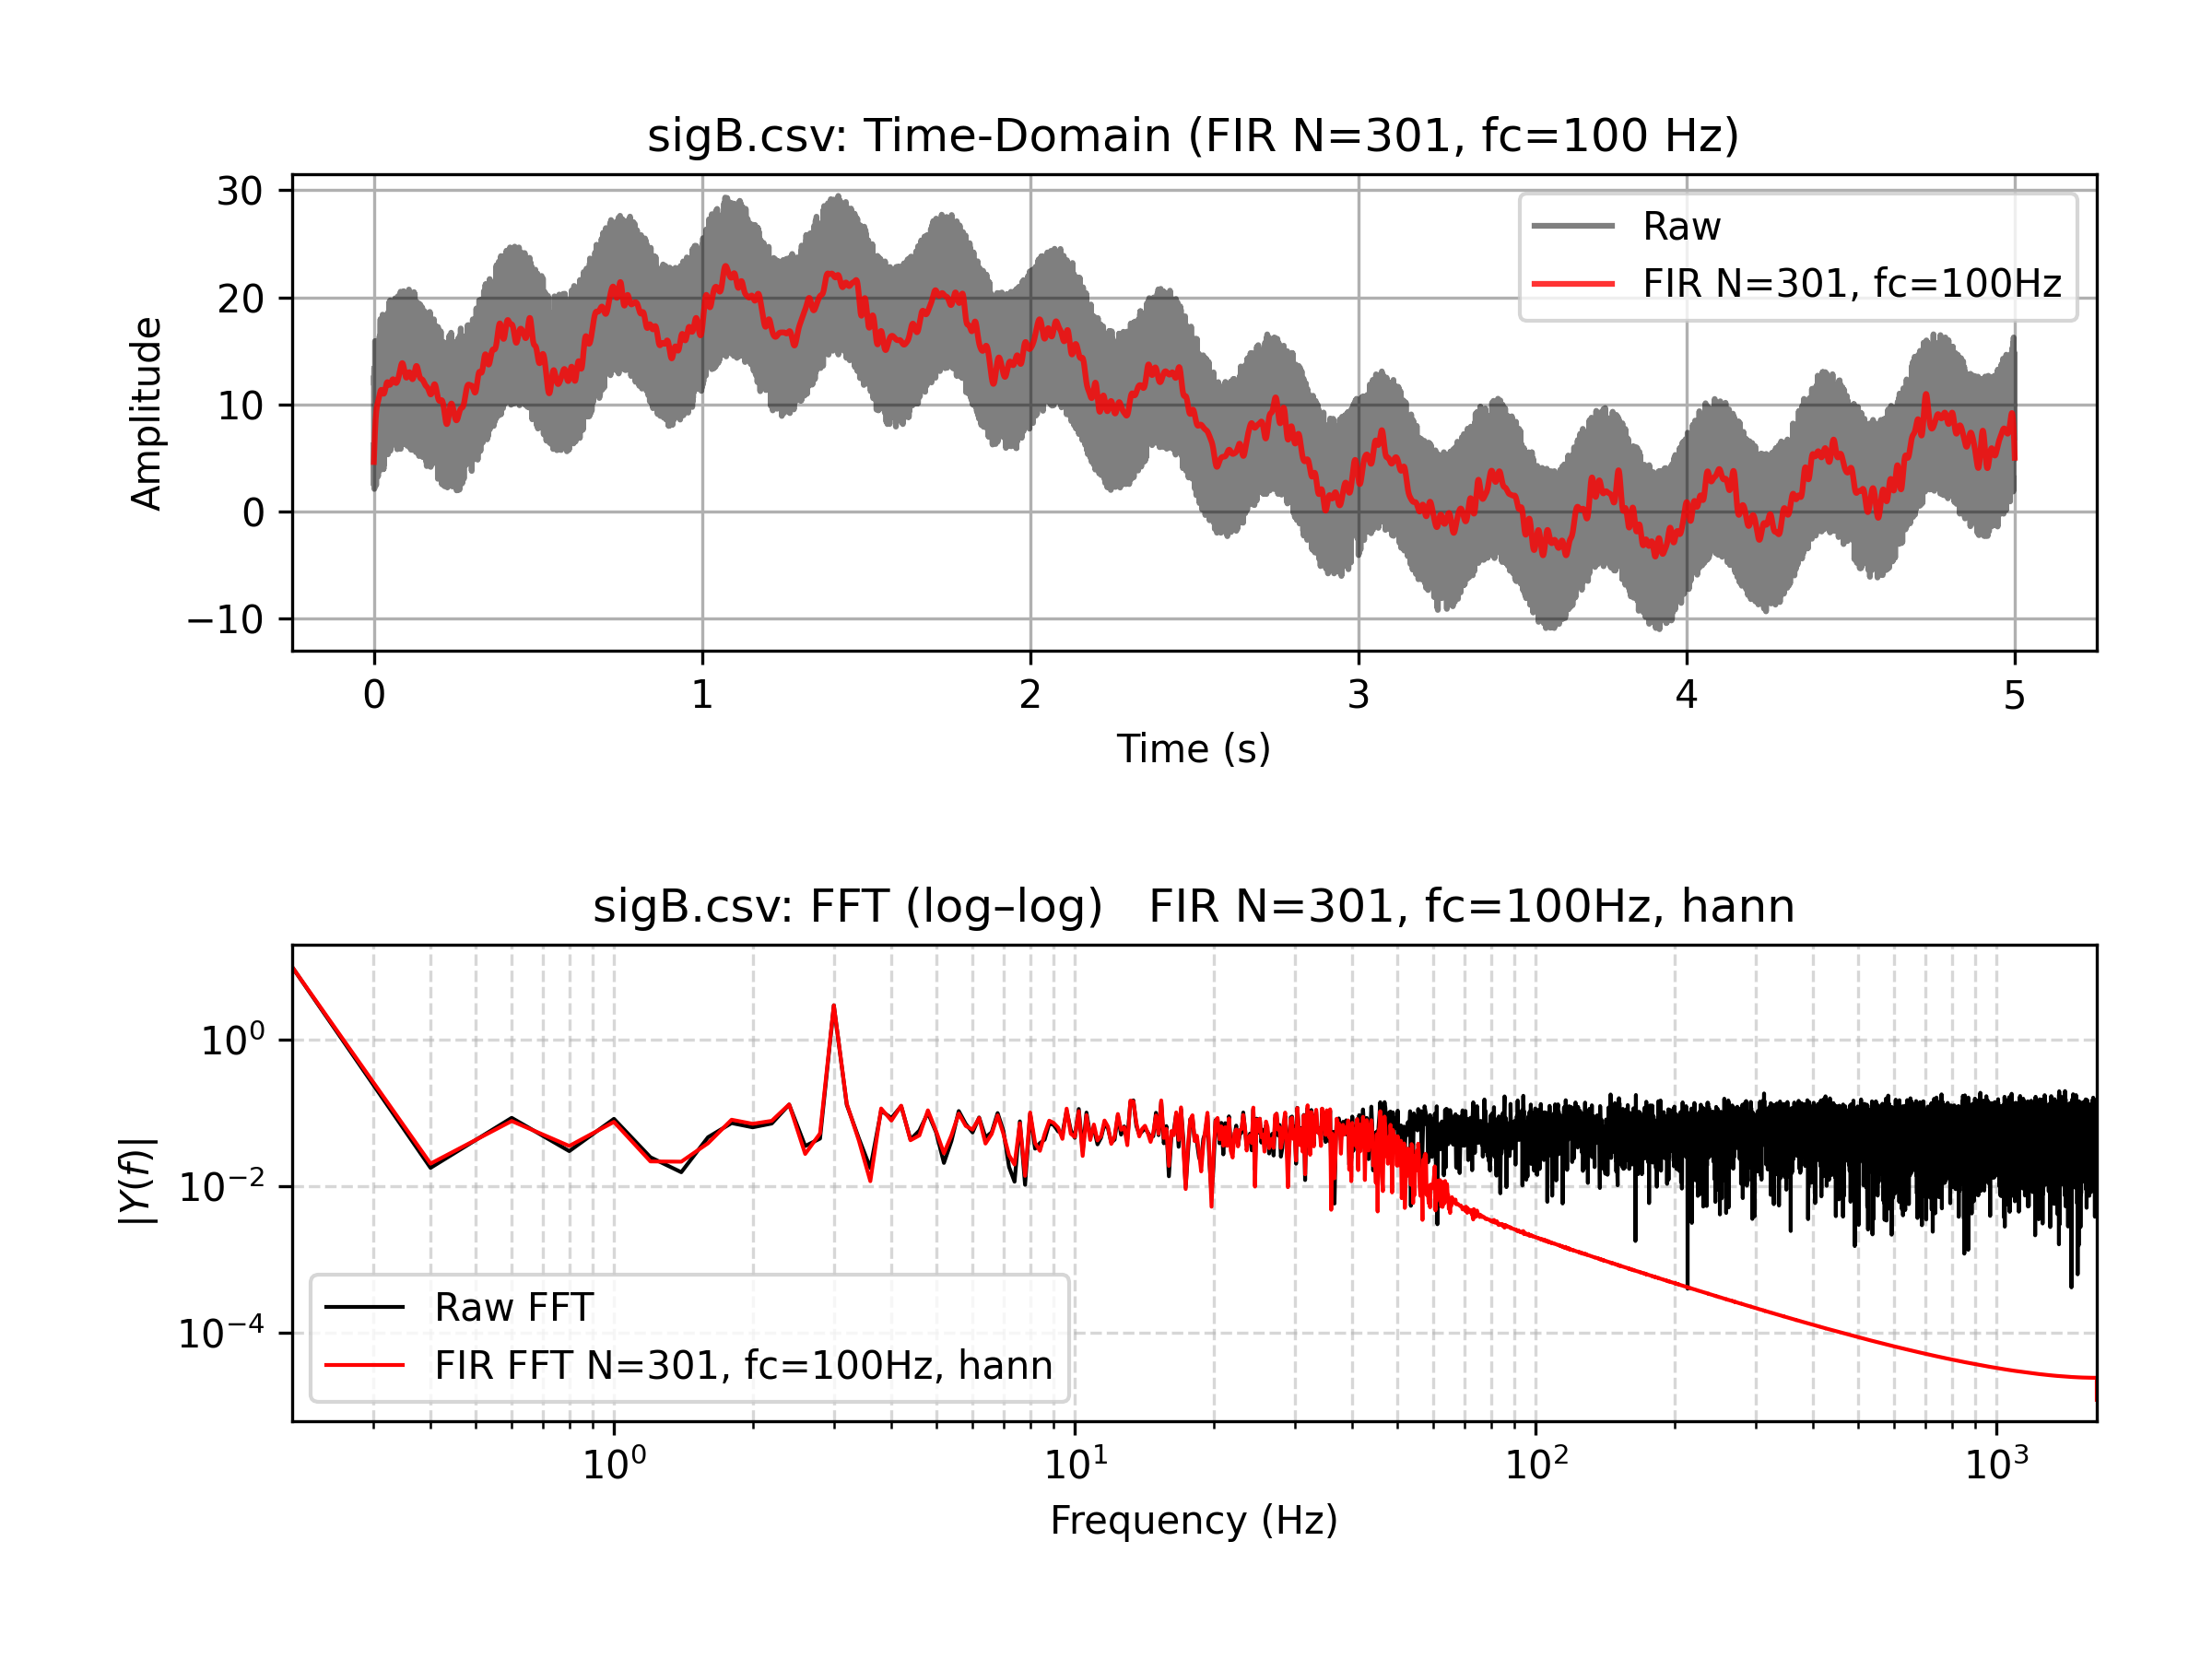 sigB.csv: Time-Domain (FIR N=301, fc=100 Hz)
30
20
10
0
−10
Amplitude
Raw
FIR N=301, fc=100Hz
0 1 2 3 4 5
Time (s)
sigB.csv: FFT (log–log)   FIR N=301, fc=100Hz, hann
10⁰
10⁻²
10⁻⁴
|Y(f)|
Raw FFT
FIR FFT N=301, fc=100Hz, hann
10⁰ 10¹ 10² 10³
Frequency (Hz)